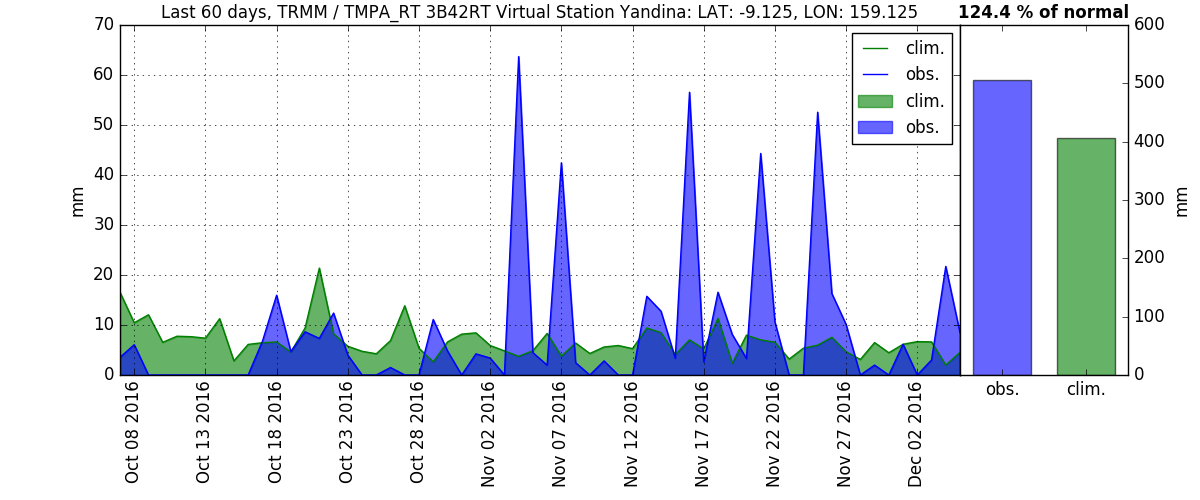 Last 60 days, TRMM / TMPA_RT 3B42RT Virtual Station Yandina: LAT: -9.125, LON: 159.125
124.4 % of normal
70
60
50
40
30
20
10
0
mm
clim.
obs.
clim.
obs.
Oct 08 2016
Oct 13 2016
Oct 18 2016
Oct 23 2016
Oct 28 2016
Nov 02 2016
Nov 07 2016
Nov 12 2016
Nov 17 2016
Nov 22 2016
Nov 27 2016
Dec 02 2016
600
500
400
300
200
100
0
mm
obs.
clim.